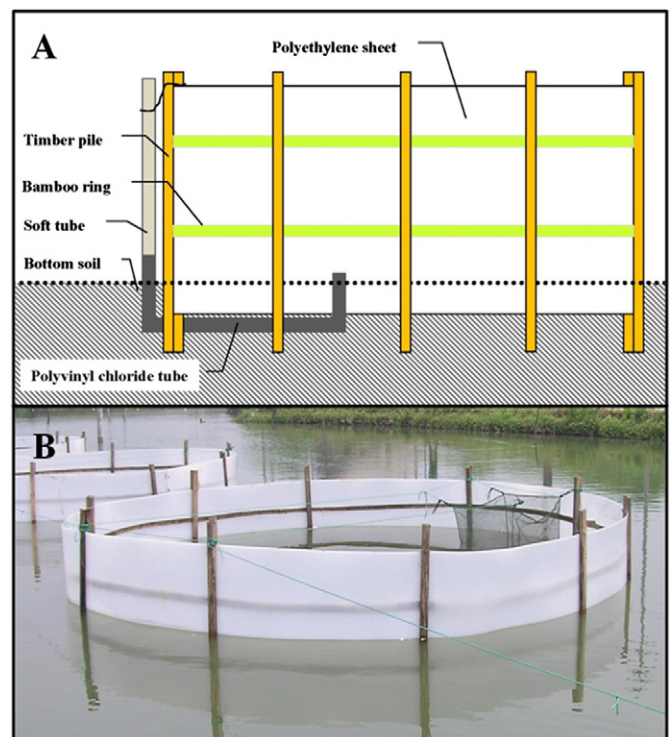 A
Polyethylene sheet
Timber pile
Bamboo ring
Soft tube
Bottom soil
Polyvinyl chloride tube
B